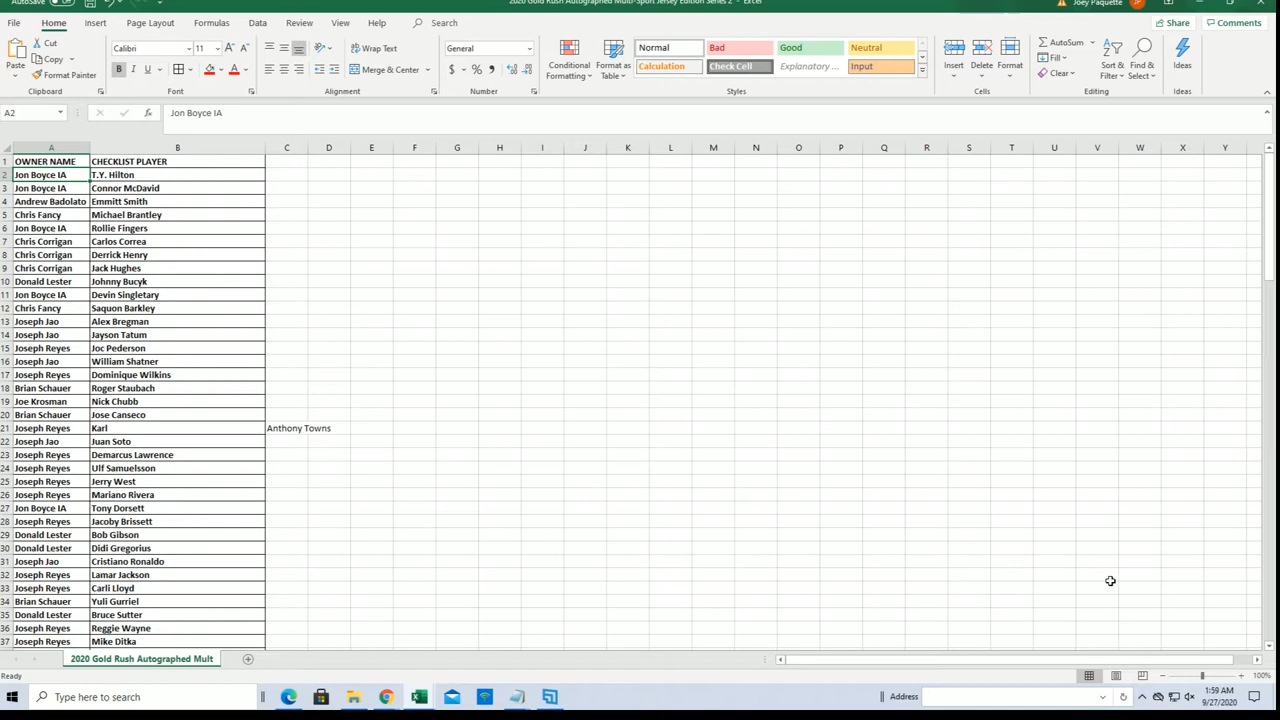 AutoSave Off 2020 Gold Rush Autographed Multi-Sport Jersey Edition Series 2 - Excel Joey Paquette JP
File Home Insert Page Layout Formulas Data Review View Help Search Share Comments
Paste Cut Copy Format Painter Clipboard
Calibri 11 A A B I U A Font
Wrap Text Merge & Center Alignment
General $ % , Number
Conditional Formatting Format as Table
Normal Bad Good Neutral
Calculation Check Cell Explanatory ... Input
Styles
Insert Delete Format Cells
AutoSum Fill Clear Sort & Filter Find & Select Editing
Ideas Ideas
A2 fx Jon Boyce IA
A B C D E F G H I J K L M N O P Q R S T U V W X Y
1 OWNER NAME CHECKLIST PLAYER
2 Jon Boyce IA T.Y. Hilton
3 Jon Boyce IA Connor McDavid
4 Andrew Badolato Emmitt Smith
5 Chris Fancy Michael Brantley
6 Jon Boyce IA Rollie Fingers
7 Chris Corrigan Carlos Correa
8 Chris Corrigan Derrick Henry
9 Chris Corrigan Jack Hughes
10 Donald Lester Johnny Bucyk
11 Jon Boyce IA Devin Singletary
12 Chris Fancy Saquon Barkley
13 Joseph Jao Alex Bregman
14 Joseph Jao Jayson Tatum
15 Joseph Reyes Joc Pederson
16 Joseph Jao William Shatner
17 Joseph Reyes Dominique Wilkins
18 Brian Schauer Roger Staubach
19 Joe Krosman Nick Chubb
20 Brian Schauer Jose Canseco
21 Joseph Reyes Karl Anthony Towns
22 Joseph Jao Juan Soto
23 Joseph Reyes Demarcus Lawrence
24 Joseph Reyes Ulf Samuelsson
25 Joseph Reyes Jerry West
26 Joseph Reyes Mariano Rivera
27 Jon Boyce IA Tony Dorsett
28 Joseph Reyes Jacoby Brissett
29 Donald Lester Bob Gibson
30 Donald Lester Didi Gregorius
31 Joseph Jao Cristiano Ronaldo
32 Joseph Reyes Lamar Jackson
33 Joseph Reyes Carli Lloyd
34 Brian Schauer Yuli Gurriel
35 Donald Lester Bruce Sutter
36 Joseph Reyes Reggie Wayne
37 Joseph Reyes Mike Ditka
2020 Gold Rush Autographed Mult
Ready 100%
Type here to search Address 1:59 AM
9/27/2020